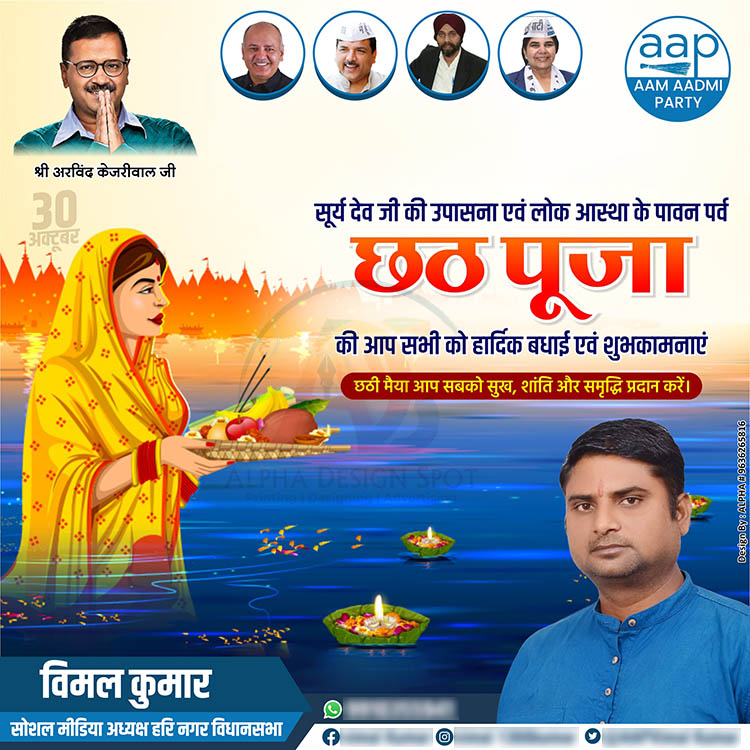 aap
AAM AADMI
PARTY
श्री अरविंद केजरीवाल जी
30
अक्टूबर
सूर्य देव जी की उपासना एवं लोक आस्था के पावन पर्व
छठ पूजा
की आप सभी को हार्दिक बधाई एवं शुभकामनाएं
छठी मैया आप सबको सुख, शांति और समृद्धि प्रदान करें।
ALPHA DESIGN SPOT
Design By : ALPHA # 9636265816
विमल कुमार
सोशल मीडिया अध्यक्ष हरि नगर विधानसभा